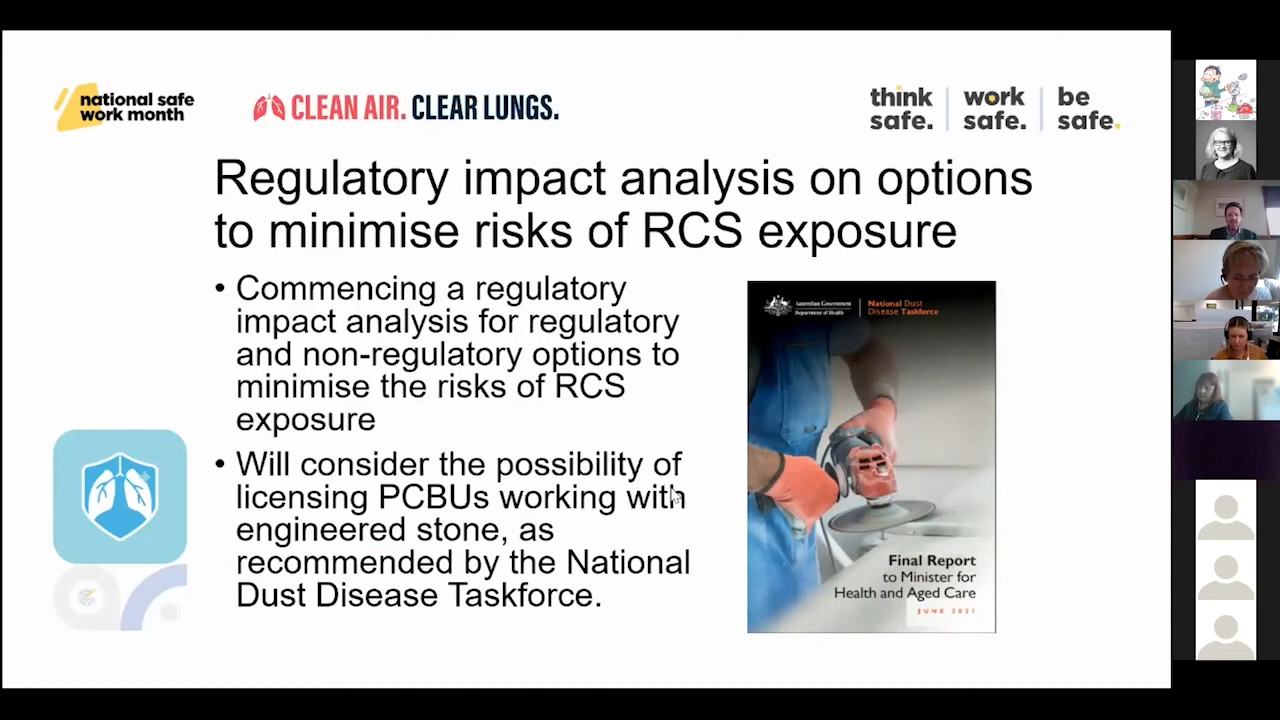 national safe
work month
CLEAN AIR. CLEAR LUNGS.
think
safe.
work
safe.
be
safe.
Regulatory impact analysis on options
to minimise risks of RCS exposure
• Commencing a regulatory
impact analysis for regulatory
and non-regulatory options to
minimise the risks of RCS
exposure
• Will consider the possibility of
licensing PCBUs working with
engineered stone, as
recommended by the National
Dust Disease Taskforce.
Australian Government
Department of Health
National Dust
Disease Taskforce
Final Report
to Minister for
Health and Aged Care
JUNE 2021